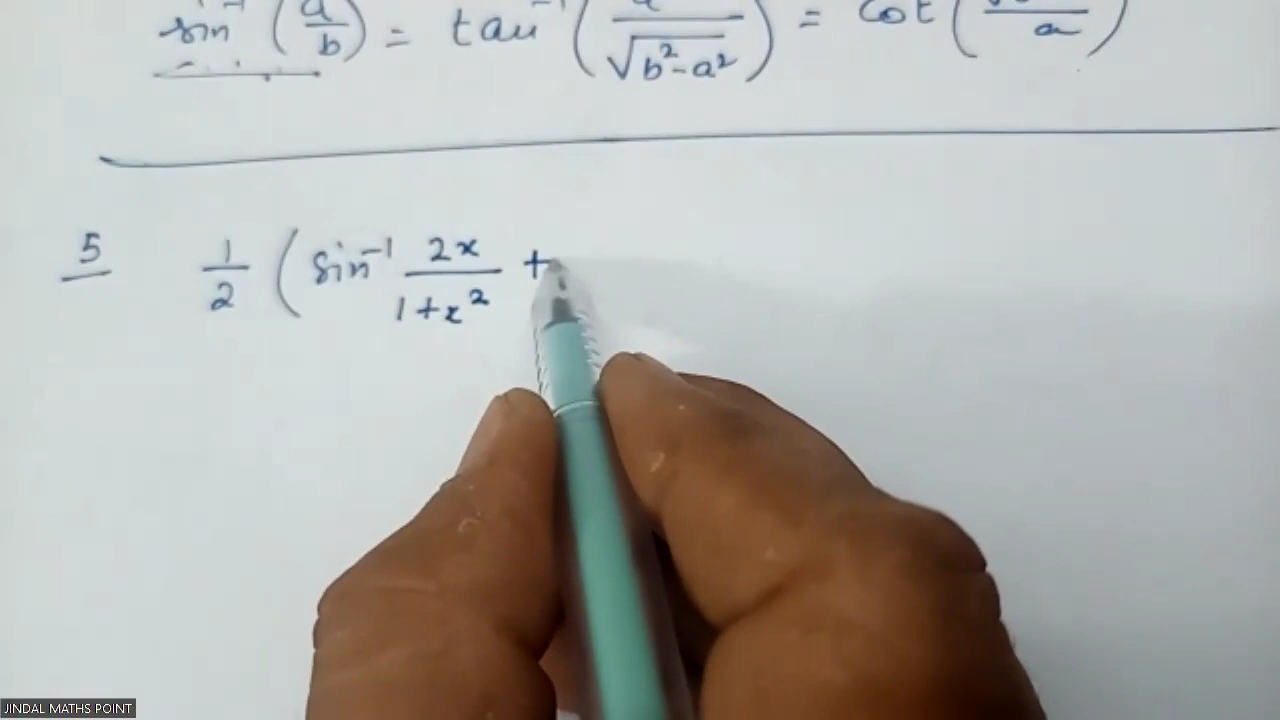 sin⁻¹ (a/b) = tan⁻¹ (a/√(b²-a²)) = cot (√ /a)
5 1/2 ( sin⁻¹ 2x/(1+x²) +
JINDAL MATHS POINT